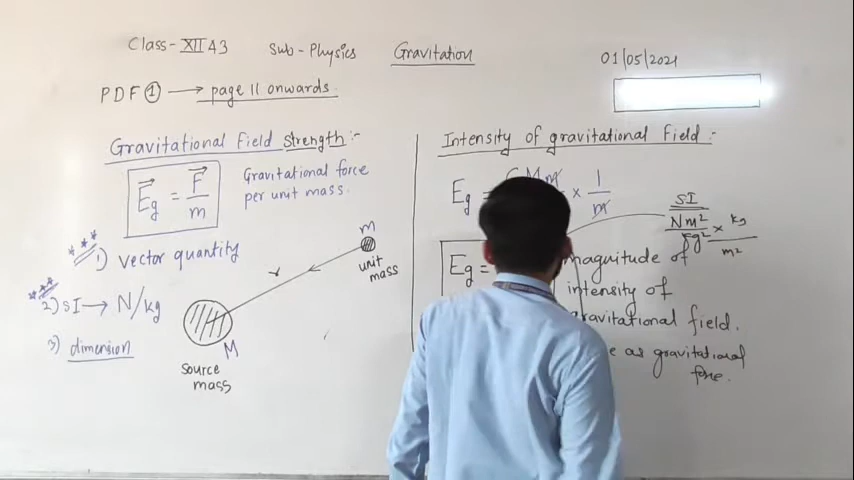 Class-XII A3 Sub-Physics Gravitation 01/05/2021
PDF ① → page 11 onwards.
Gravitational Field strength:-
E⃗g = F⃗/m
Gravitational force
per unit mass.
*** 1) vector quantity
*** 2) SI → N/kg
3) dimension
m
unit
mass
r
M
source
mass
Intensity of gravitational Field:-
Eg = GMm × 1/m
Eg =
SI
Nm²/kg² × kg/m²
magnitude of
intensity of
gravitational field.
as gravitational
force.